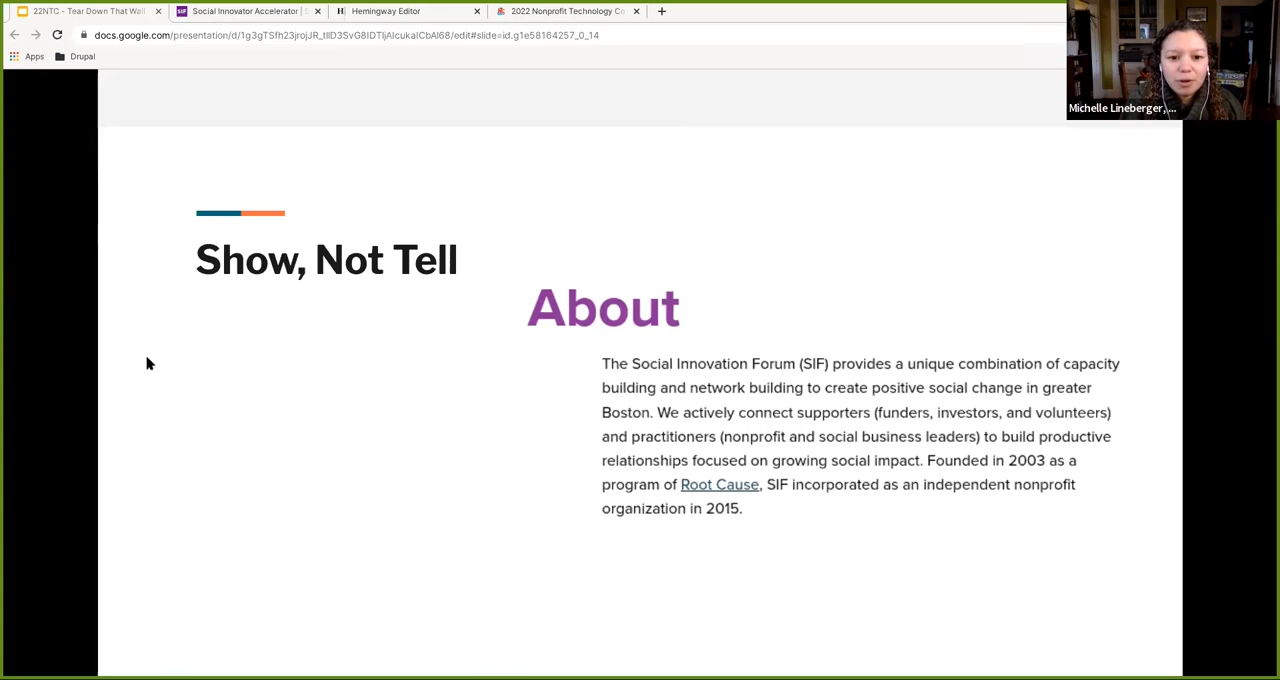 22NTC - Tear Down That Wall
Social Innovator Accelerator |
Hemingway Editor
2022 Nonprofit Technology Co
docs.google.com/presentation/d/1g3gTSfh23jrojJR_tIlD3SvG8IDTIjAlcukaICbAl68/edit#slide=id.g1e58164257_0_14
Apps
Drupal
Michelle Lineberger, ...
Show, Not Tell
About
The Social Innovation Forum (SIF) provides a unique combination of capacity
building and network building to create positive social change in greater
Boston. We actively connect supporters (funders, investors, and volunteers)
and practitioners (nonprofit and social business leaders) to build productive
relationships focused on growing social impact. Founded in 2003 as a
program of Root Cause, SIF incorporated as an independent nonprofit
organization in 2015.